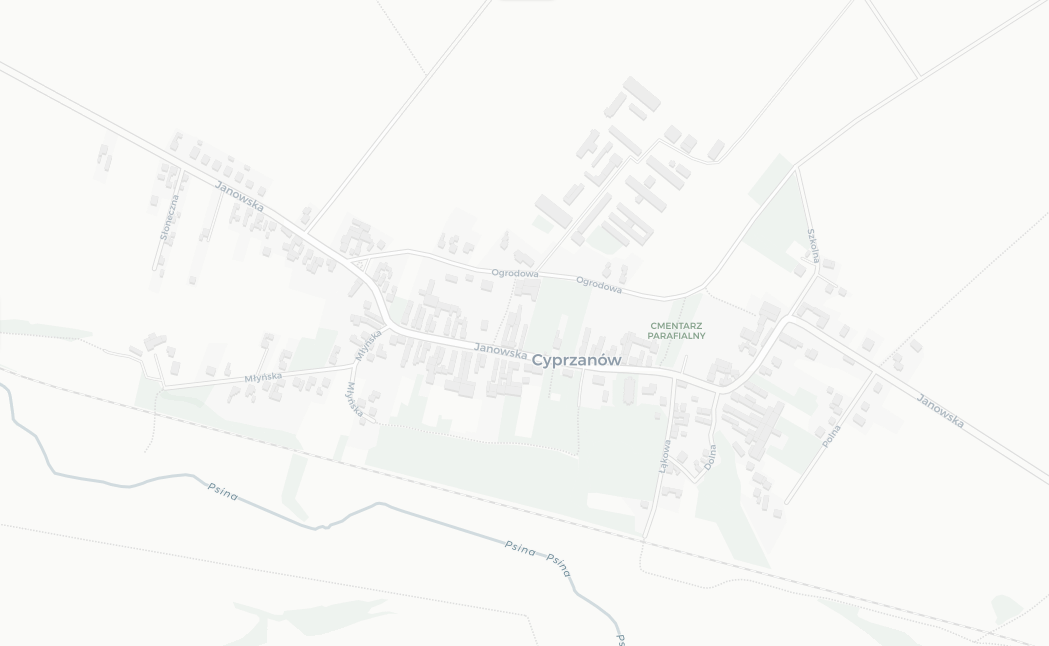 Janowska
Słoneczna
Szkolna
Ogrodowa
Ogrodowa
CMENTARZ
PARAFIALNY
Młyńska
Janowska
Cyprzanów
Młyńska
Młyńska
Janowska
Polna
Łąkowa
Dolna
Psina
Psina
Psina
Ps